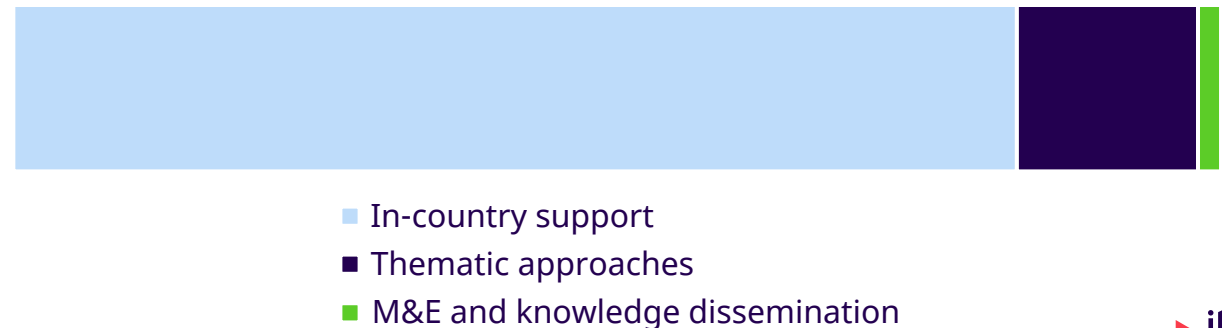 In-country support
Thematic approaches
M&E and knowledge dissemination